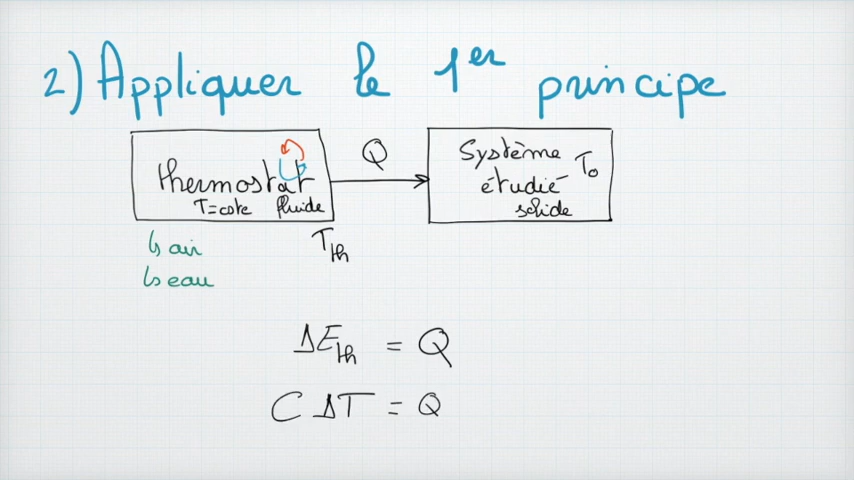 2) Appliquer le 1er principe
Q
thermostat
T=cste fluide
Système T₀
étudié
solide
Tth
↳ air
↳ eau
ΔEth = Q
C ΔT = Q